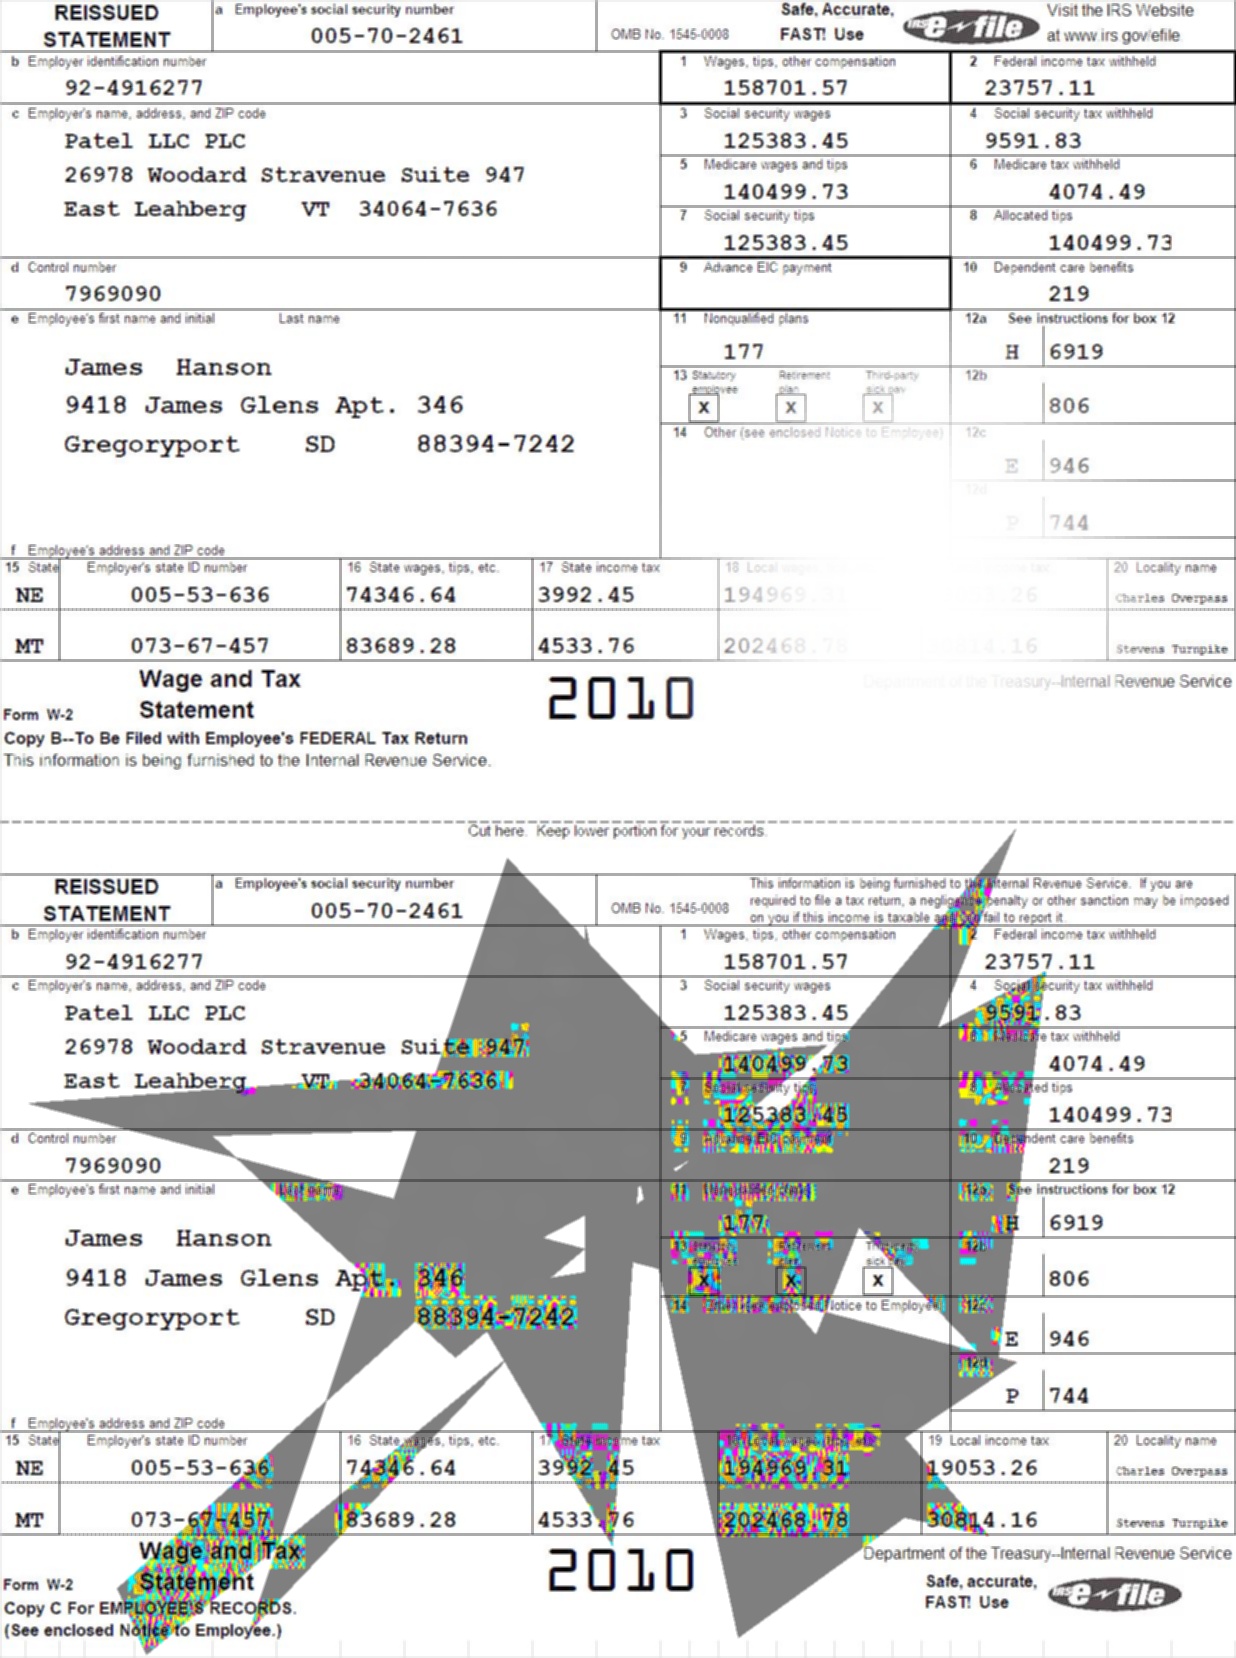 REISSUED STATEMENT
a Employee's social security number
005-70-2461
OMB No. 1545-0008
Safe, Accurate, FAST! Use
IRS e-file
Visit the IRS Website at www.irs.gov/efile.
b Employer identification number
92-4916277
1 Wages, tips, other compensation
158701.57
2 Federal income tax withheld
23757.11
c Employer's name, address, and ZIP code
Patel LLC PLC
26978 Woodard Stravenue Suite 947
East Leahberg VT 34064-7636
3 Social security wages
125383.45
4 Social security tax withheld
9591.83
5 Medicare wages and tips
140499.73
6 Medicare tax withheld
4074.49
7 Social security tips
125383.45
8 Allocated tips
140499.73
d Control number
7969090
9 Advance EIC payment
10 Dependent care benefits
219
e Employee's first name and initial Last name
James Hanson
9418 James Glens Apt. 346
Gregoryport SD 88394-7242
11 Nonqualified plans
177
12a See instructions for box 12
H 6919
13 Statutory employee Retirement plan Third-party sick pay
X X X
12b
806
14 Other (see enclosed Notice to Employee)
12c
E 946
12d
P 744
f Employee's address and ZIP code
15 State Employer's state ID number 16 State wages, tips, etc. 17 State income tax 18 Local 20 Locality name
NE 005-53-636 74346.64 3992.45 194969.31 Charles Overpass
MT 073-67-457 83689.28 4533.76 202468.78 Stevens Turnpike
Wage and Tax Statement
Form W-2
2010
Department of the Treasury--Internal Revenue Service
Copy B--To Be Filed with Employee's FEDERAL Tax Return
This information is being furnished to the Internal Revenue Service.
Cut here. Keep lower portion for your records.
REISSUED STATEMENT
a Employee's social security number
005-70-2461
OMB No. 1545-0008
This information is being furnished to the Internal Revenue Service. If you are
required to file a tax return, a negligence penalty or other sanction may be imposed
on you if this income is taxable and you fail to report it.
b Employer identification number
92-4916277
1 Wages, tips, other compensation
158701.57
2 Federal income tax withheld
23757.11
c Employer's name, address, and ZIP code
Patel LLC PLC
26978 Woodard Stravenue Suite 947
East Leahberg VT 34064-7636
3 Social security wages
125383.45
4 Social security tax withheld
9591.83
5 Medicare wages and tips
140499.73
6 Medicare tax withheld
4074.49
7 Social security tips
125383.45
8 Allocated tips
140499.73
d Control number
7969090
9 Advance EIC payment
10 Dependent care benefits
219
e Employee's first name and initial Last name
James Hanson
9418 James Glens Apt. 346
Gregoryport SD 88394-7242
11 Nonqualified plans
177
12a See instructions for box 12
H 6919
13 Statutory employee Retirement plan Third-party sick pay
X X X
12b
806
14 Other (see enclosed Notice to Employee)
12c
E 946
12d
P 744
f Employee's address and ZIP code
15 State Employer's state ID number 16 State wages, tips, etc. 17 State income tax 18 Local wages, tips, etc. 19 Local income tax 20 Locality name
NE 005-53-636 74346.64 3992.45 194969.31 19053.26 Charles Overpass
MT 073-67-457 83689.28 4533.76 202468.78 30814.16 Stevens Turnpike
Wage and Tax Statement
Form W-2
2010
Department of the Treasury--Internal Revenue Service
Copy C For EMPLOYEE'S RECORDS.
(See enclosed Notice to Employee.)
Safe, accurate, FAST! Use
IRS e-file